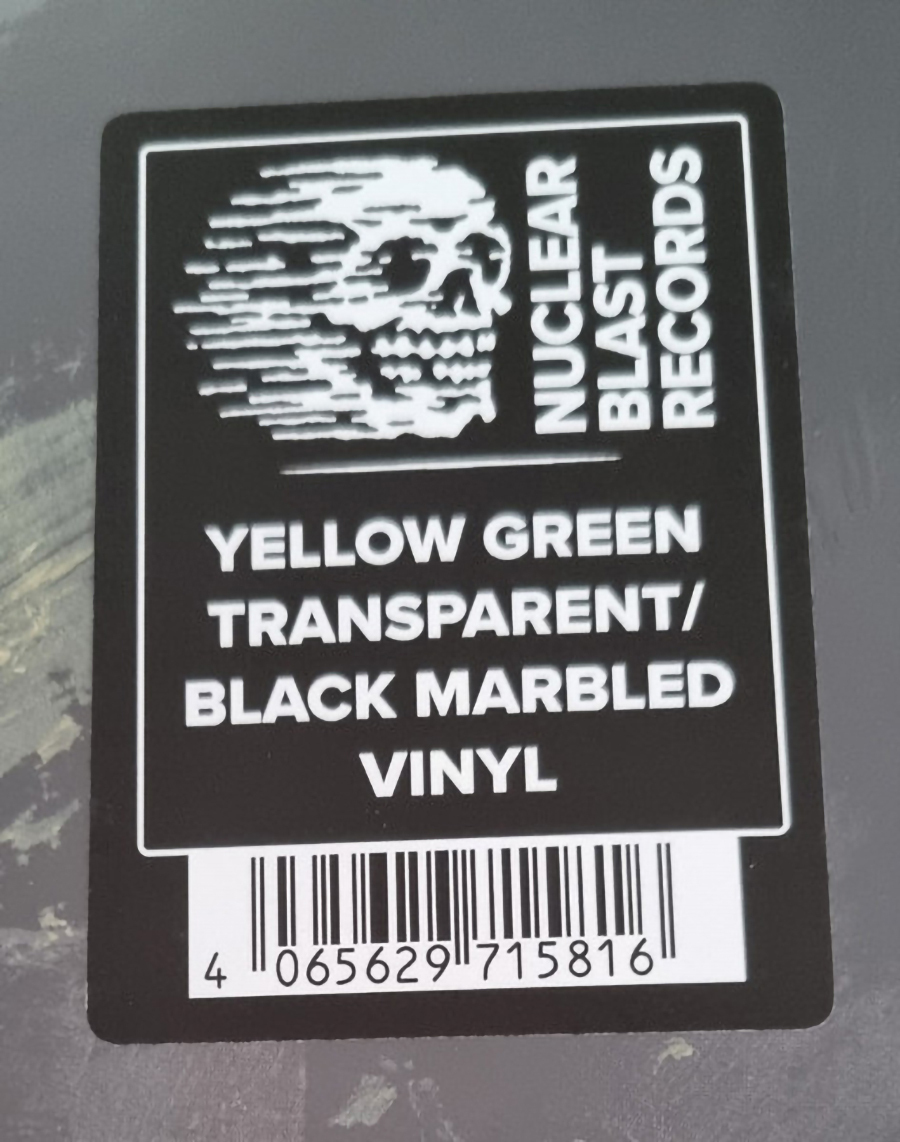 NUCLEAR
BLAST
RECORDS
YELLOW GREEN
TRANSPARENT/
BLACK MARBLED
VINYL
4 065629 715816